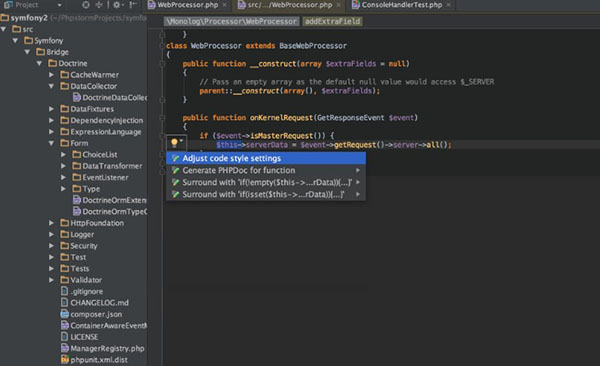 Project
WebProcessor.php
src/.../WebProcessor.php
ConsoleHandlerTest.php
symfony2 (~/PhpstormProjects/symfo
src
Symfony
Bridge
Doctrine
CacheWarmer
DataCollector
DoctrineDataCollec
DataFixtures
DependencyInjection
ExpressionLanguage
Form
ChoiceList
DataTransformer
EventListener
Type
DoctrineOrmExten
DoctrineOrmTypeG
HttpFoundation
Logger
Security
Test
Tests
Validator
.gitignore
CHANGELOG.md
composer.json
ContainerAwareEventM
LICENSE
ManagerRegistry.php
phpunit.xml.dist
\Monolog\Processor\WebProcessor addExtraField
}
class WebProcessor extends BaseWebProcessor
{
public function __construct(array $extraFields = null)
{
// Pass an empty array as the default null value would access $_SERVER
parent::__construct(array(), $extraFields);
}
public function onKernelRequest(GetResponseEvent $event)
{
if ($event->isMasterRequest()) {
$this->serverData = $event->getRequest()->server->all();
Adjust code style settings
Generate PHPDoc for function
Surround with 'if(!empty($this->...rData)){...}'
Surround with 'if(isset($this->...rData)){...}'